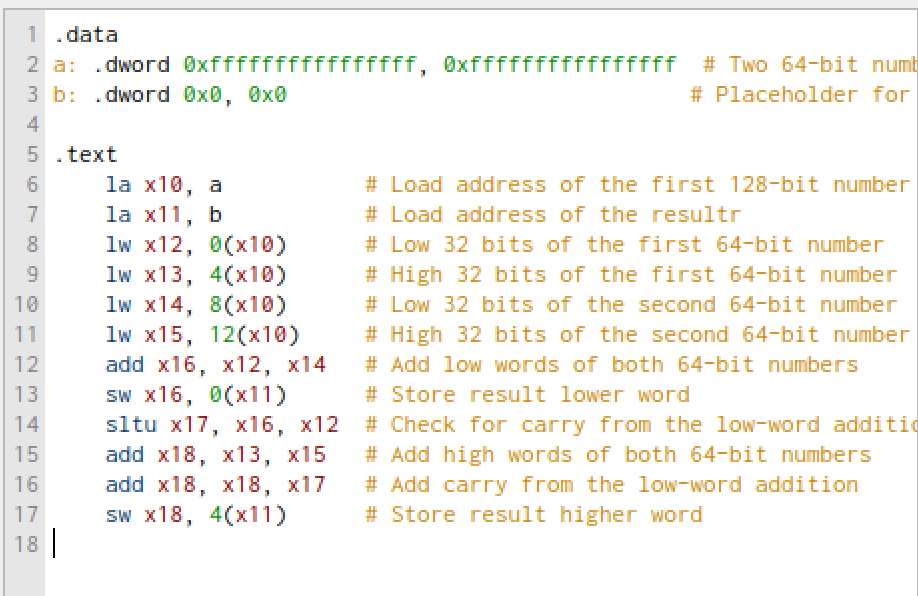 1 .data
2 a: .dword 0xffffffffffffffff, 0xffffffffffffffff # Two 64-bit
3 b: .dword 0x0, 0x0 # Placeholder for
4
5 .text
6 la x10, a # Load address of the first 128-bit number
7 la x11, b # Load address of the resultr
8 lw x12, 0(x10) # Low 32 bits of the first 64-bit number
9 lw x13, 4(x10) # High 32 bits of the first 64-bit number
10 lw x14, 8(x10) # Low 32 bits of the second 64-bit number
11 lw x15, 12(x10) # High 32 bits of the second 64-bit number
12 add x16, x12, x14 # Add low words of both 64-bit numbers
13 sw x16, 0(x11) # Store result lower word
14 sltu x17, x16, x12 # Check for carry from the low-word
15 add x18, x13, x15 # Add high words of both 64-bit numbers
16 add x18, x18, x17 # Add carry from the low-word addition
17 sw x18, 4(x11) # Store result higher word
18